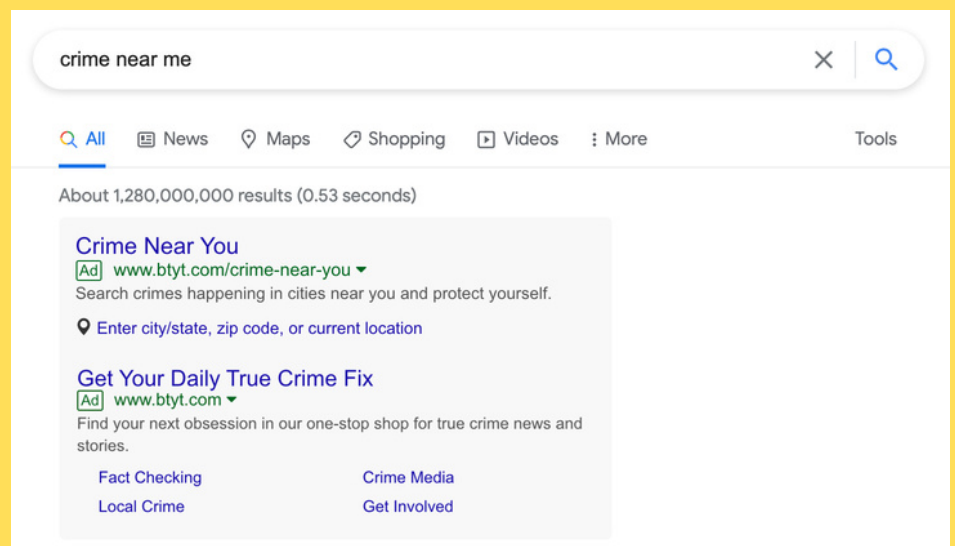 crime near me
All News Maps Shopping Videos More Tools
About 1,280,000,000 results (0.53 seconds)
Crime Near You
Ad www.btyt.com/crime-near-you
Search crimes happening in cities near you and protect yourself.
Enter city/state, zip code, or current location
Get Your Daily True Crime Fix
Ad www.btyt.com
Find your next obsession in our one-stop shop for true crime news and
stories.
Fact Checking Crime Media
Local Crime Get Involved